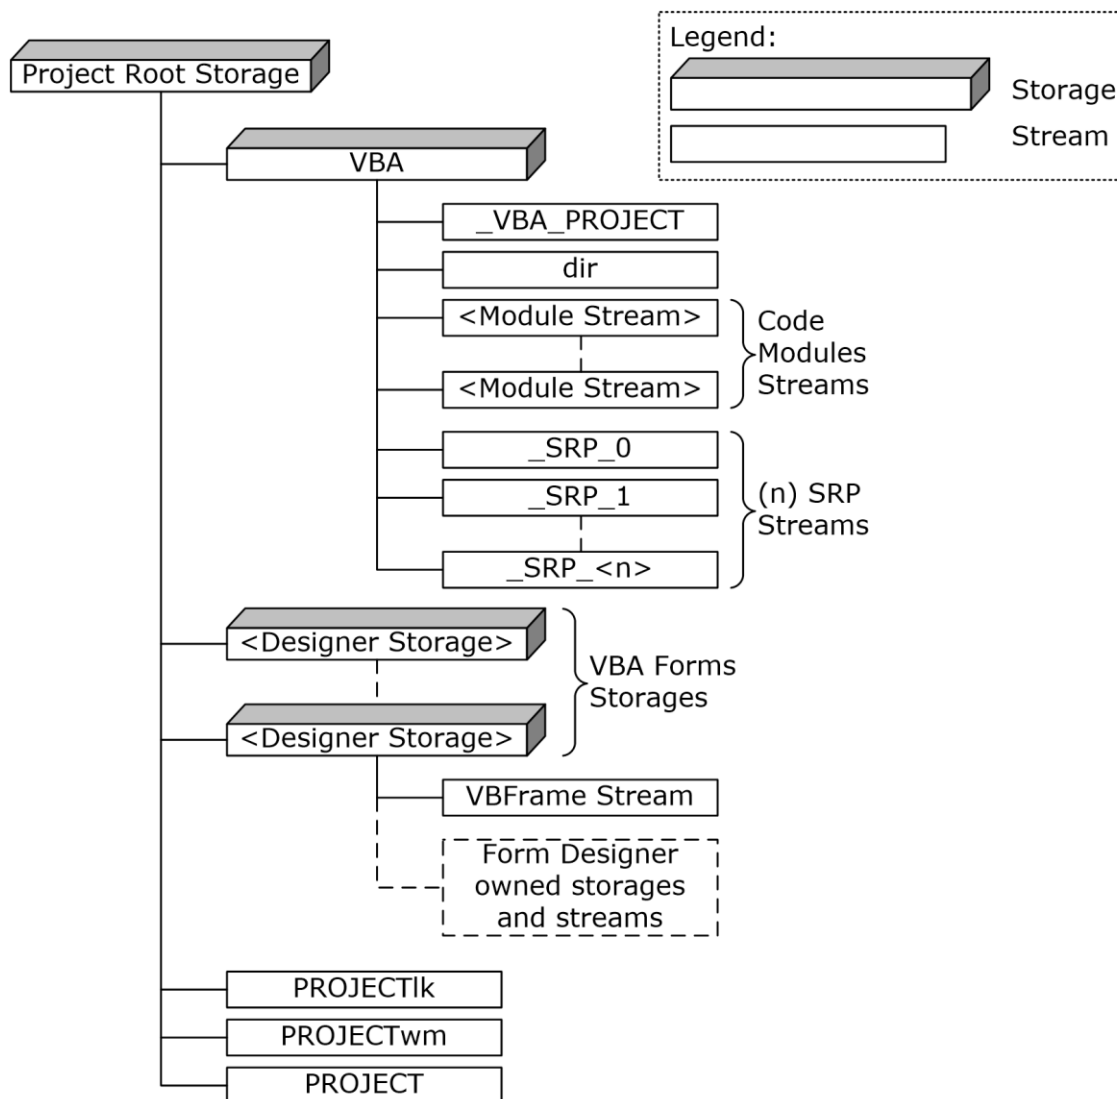 Project Root Storage
Legend:
Storage
Stream
VBA
_VBA_PROJECT
dir
<Module Stream>
<Module Stream>
Code
Modules
Streams
_SRP_0
_SRP_1
_SRP_<n>
(n) SRP
Streams
<Designer Storage>
<Designer Storage>
VBA Forms
Storages
VBFrame Stream
Form Designer
owned storages
and streams
PROJECTlk
PROJECTwm
PROJECT